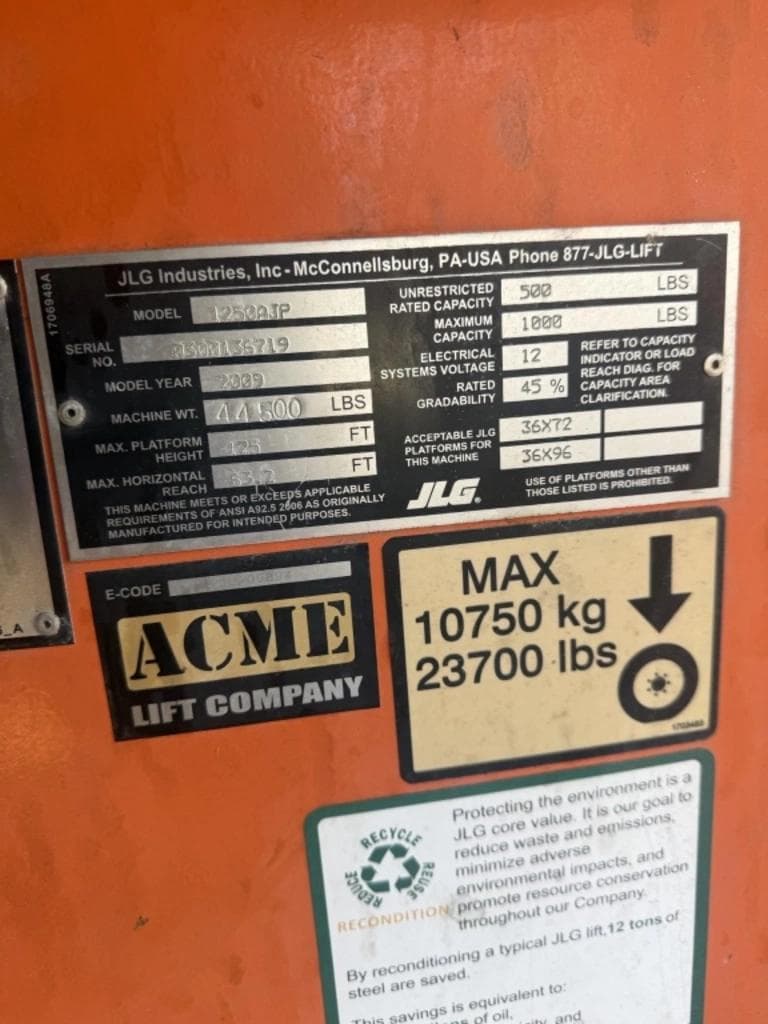 1706948A
JLG Industries, Inc - McConnellsburg, PA-USA Phone 877-JLG-LIFT
MODEL 1250AJP
SERIAL NO.
MODEL YEAR 2009
MACHINE WT. 44500 LBS
MAX. PLATFORM HEIGHT 125 FT
MAX. HORIZONTAL REACH FT
THIS MACHINE MEETS OR EXCEEDS APPLICABLE
REQUIREMENTS OF ANSI A92.5 2006 AS ORIGINALLY
MANUFACTURED FOR INTENDED PURPOSES.
UNRESTRICTED RATED CAPACITY 500 LBS
MAXIMUM CAPACITY 1000 LBS
ELECTRICAL SYSTEMS VOLTAGE 12
RATED GRADABILITY 45 %
REFER TO CAPACITY
INDICATOR OR LOAD
REACH DIAG. FOR
CAPACITY AREA
CLARIFICATION.
ACCEPTABLE JLG
PLATFORMS FOR
THIS MACHINE
36X72
36X96
JLG.
USE OF PLATFORMS OTHER THAN
THOSE LISTED IS PROHIBITED.
E-CODE
ACME
LIFT COMPANY
MAX
10750 kg
23700 lbs
RECYCLE
REUSE
REDUCE
RECONDITION
Protecting the environment is a
JLG core value. It is our goal to
reduce waste and emissions,
minimize adverse
environmental impacts, and
promote resource conservation
throughout our Company.
By reconditioning a typical JLG lift, 12 tons of
steel are saved.
This savings is equivalent to:
of oil,
and